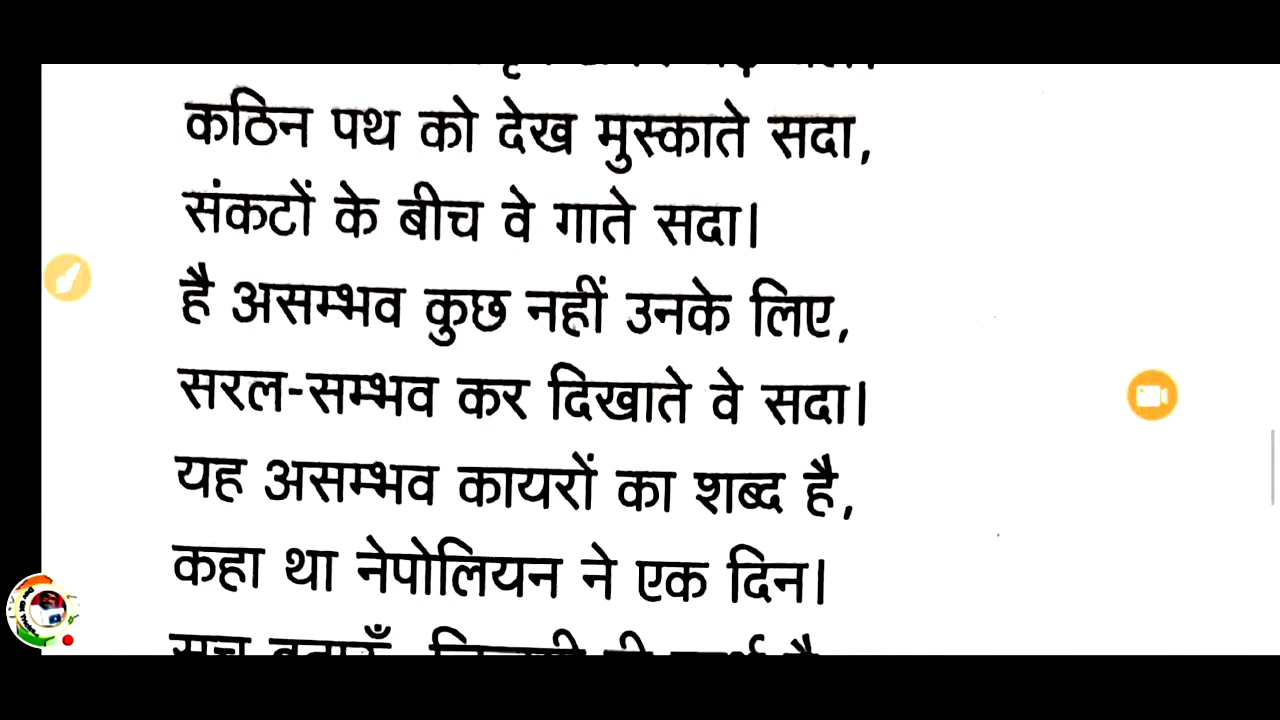 कठिन पथ को देख मुस्काते सदा,
संकटों के बीच वे गाते सदा।
है असम्भव कुछ नहीं उनके लिए,
सरल-सम्भव कर दिखाते वे सदा।
यह असम्भव कायरों का शब्द है,
कहा था नेपोलियन ने एक दिन।